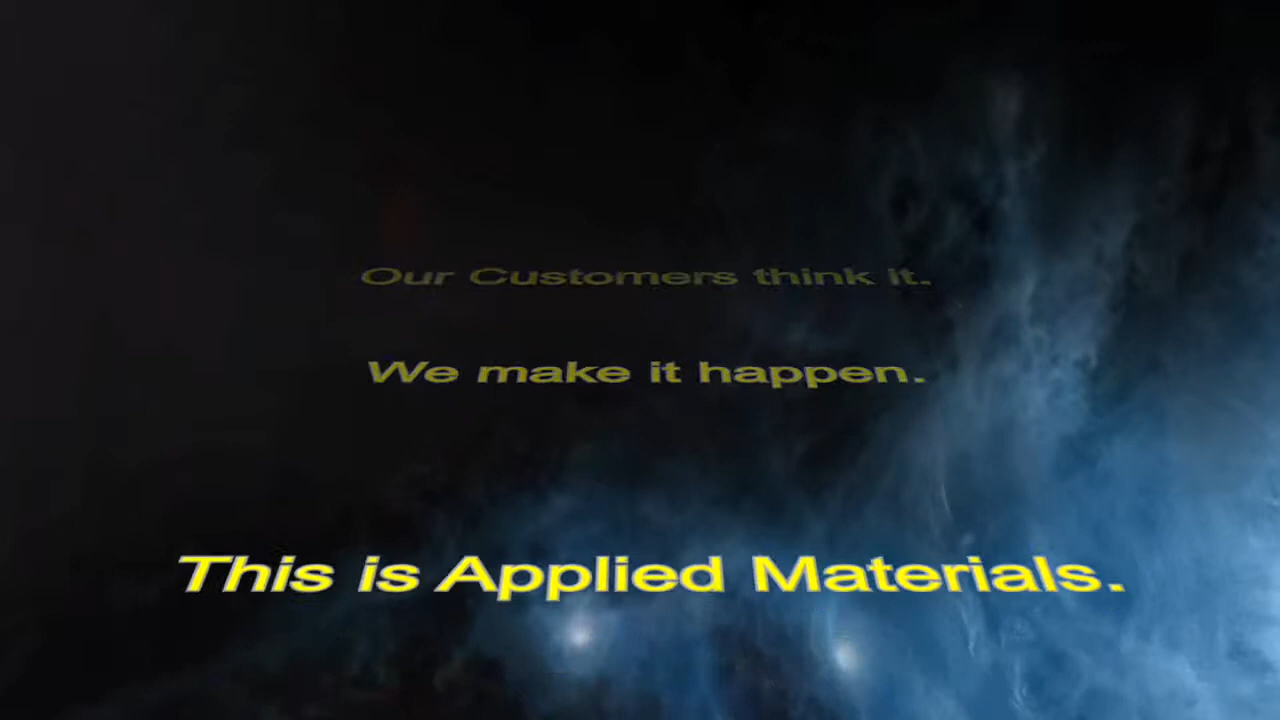 Our Customers think it.
We make it happen.
This is Applied Materials.